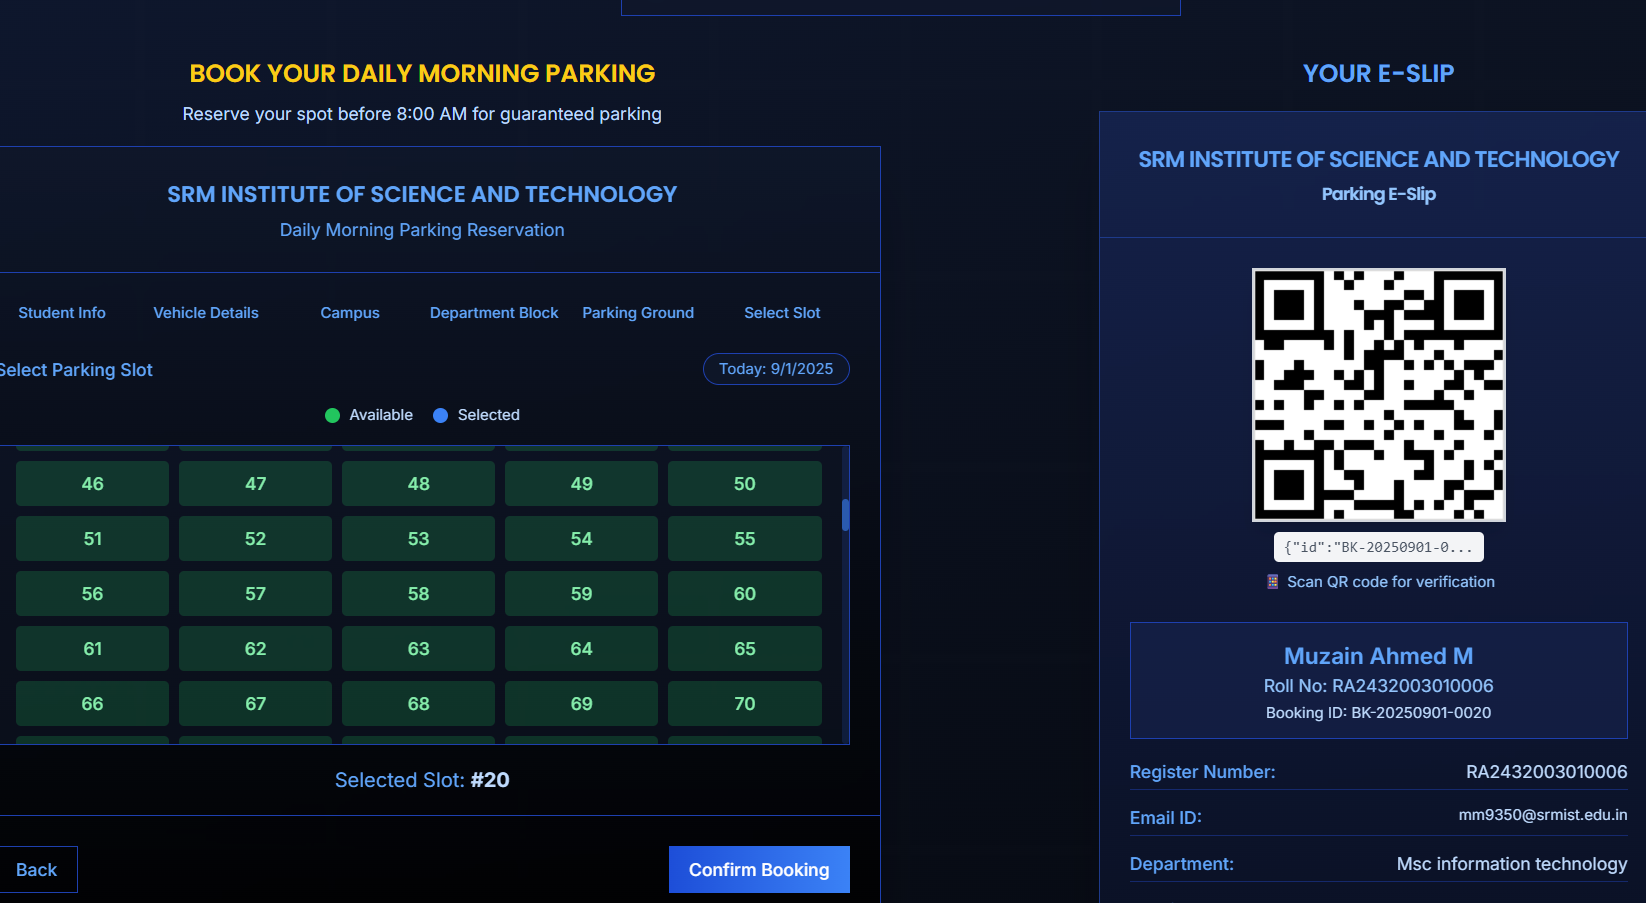 BOOK YOUR DAILY MORNING PARKING
Reserve your spot before 8:00 AM for guaranteed parking
SRM INSTITUTE OF SCIENCE AND TECHNOLOGY
Daily Morning Parking Reservation
Student Info Vehicle Details Campus Department Block Parking Ground Select Slot
Select Parking Slot
Today: 9/1/2025
Available Selected
46 47 48 49 50
51 52 53 54 55
56 57 58 59 60
61 62 63 64 65
66 67 68 69 70
Selected Slot: #20
Back Confirm Booking
YOUR E-SLIP
SRM INSTITUTE OF SCIENCE AND TECHNOLOGY
Parking E-Slip
{"id":"BK-20250901-0...
Scan QR code for verification
Muzain Ahmed M
Roll No: RA2432003010006
Booking ID: BK-20250901-0020
Register Number: RA2432003010006
Email ID: mm9350@srmist.edu.in
Department: Msc information technology